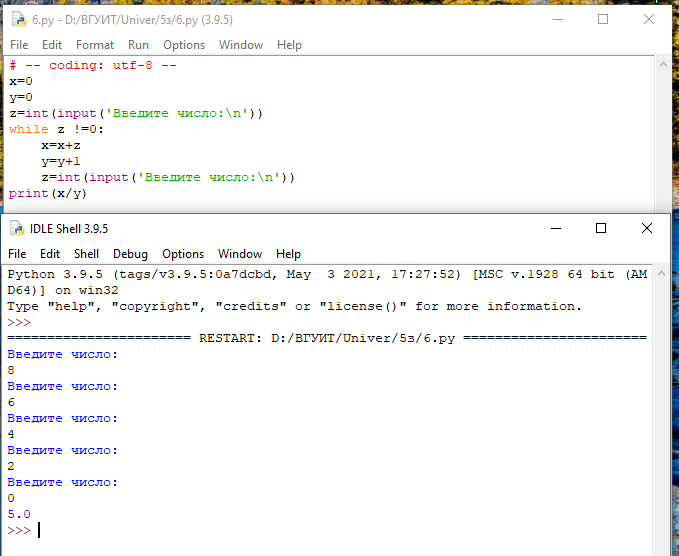 6.py - D:/ВГУИТ/Univer/5з/6.py (3.9.5)
File Edit Format Run Options Window Help
# -- coding: utf-8 --
x=0
y=0
z=int(input('Введите число:\n'))
while z !=0:
    x=x+z
    y=y+1
    z=int(input('Введите число:\n'))
print(x/y)
IDLE Shell 3.9.5
File Edit Shell Debug Options Window Help
Python 3.9.5 (tags/v3.9.5:0a7dcbd, May  3 2021, 17:27:52) [MSC v.1928 64 bit (AM
D64)] on win32
Type "help", "copyright", "credits" or "license()" for more information.
>>>
======================= RESTART: D:/ВГУИТ/Univer/5з/6.py =======================
Введите число:
8
Введите число:
6
Введите число:
4
Введите число:
2
Введите число:
0
5.0
>>>